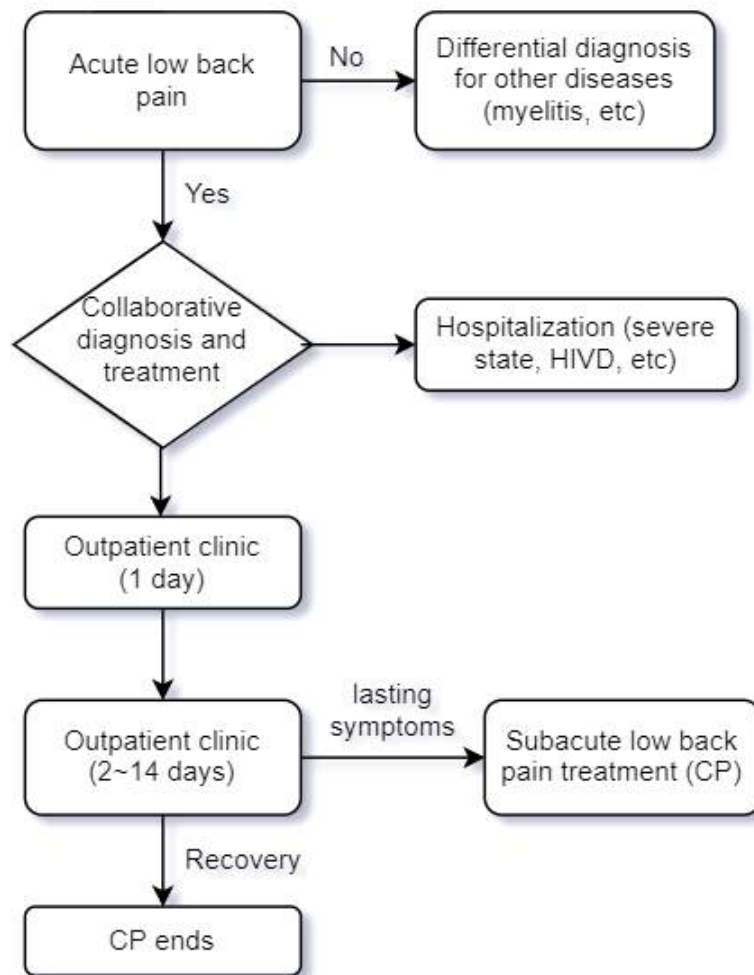 Acute low back
pain
No
Differential diagnosis
for other diseases
(myelitis, etc)
Yes
Collaborative
diagnosis and
treatment
Hospitalization (severe
state, HIVD, etc)
Outpatient clinic
(1 day)
Outpatient clinic
(2~14 days)
lasting
symptoms
Subacute low back
pain treatment (CP)
Recovery
CP ends